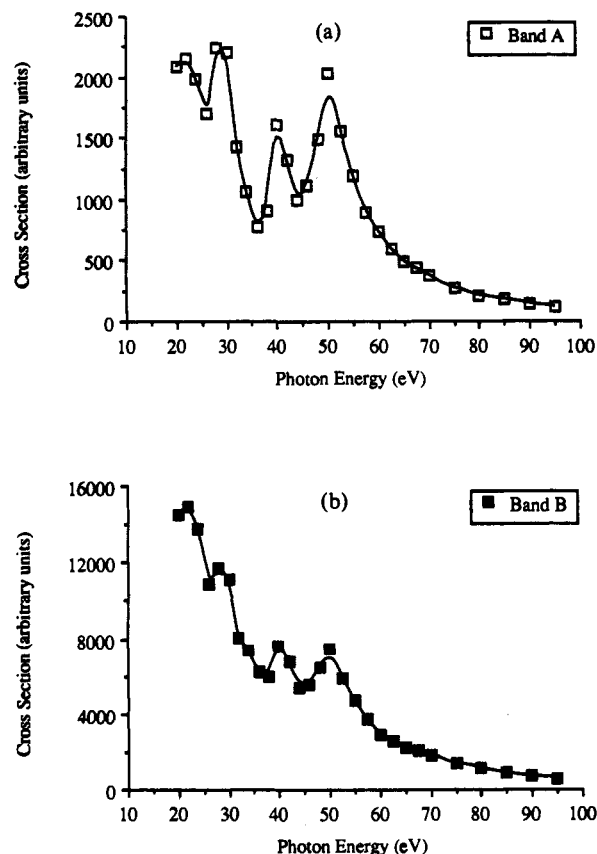 (a)
Band A
2500
2000
1500
1000
500
0
Cross Section (arbitrary units)
10 20 30 40 50 60 70 80 90 100
Photon Energy (eV)
(b)
Band B
16000
12000
8000
4000
0
Cross Section (arbitrary units)
10 20 30 40 50 60 70 80 90 100
Photon Energy (eV)